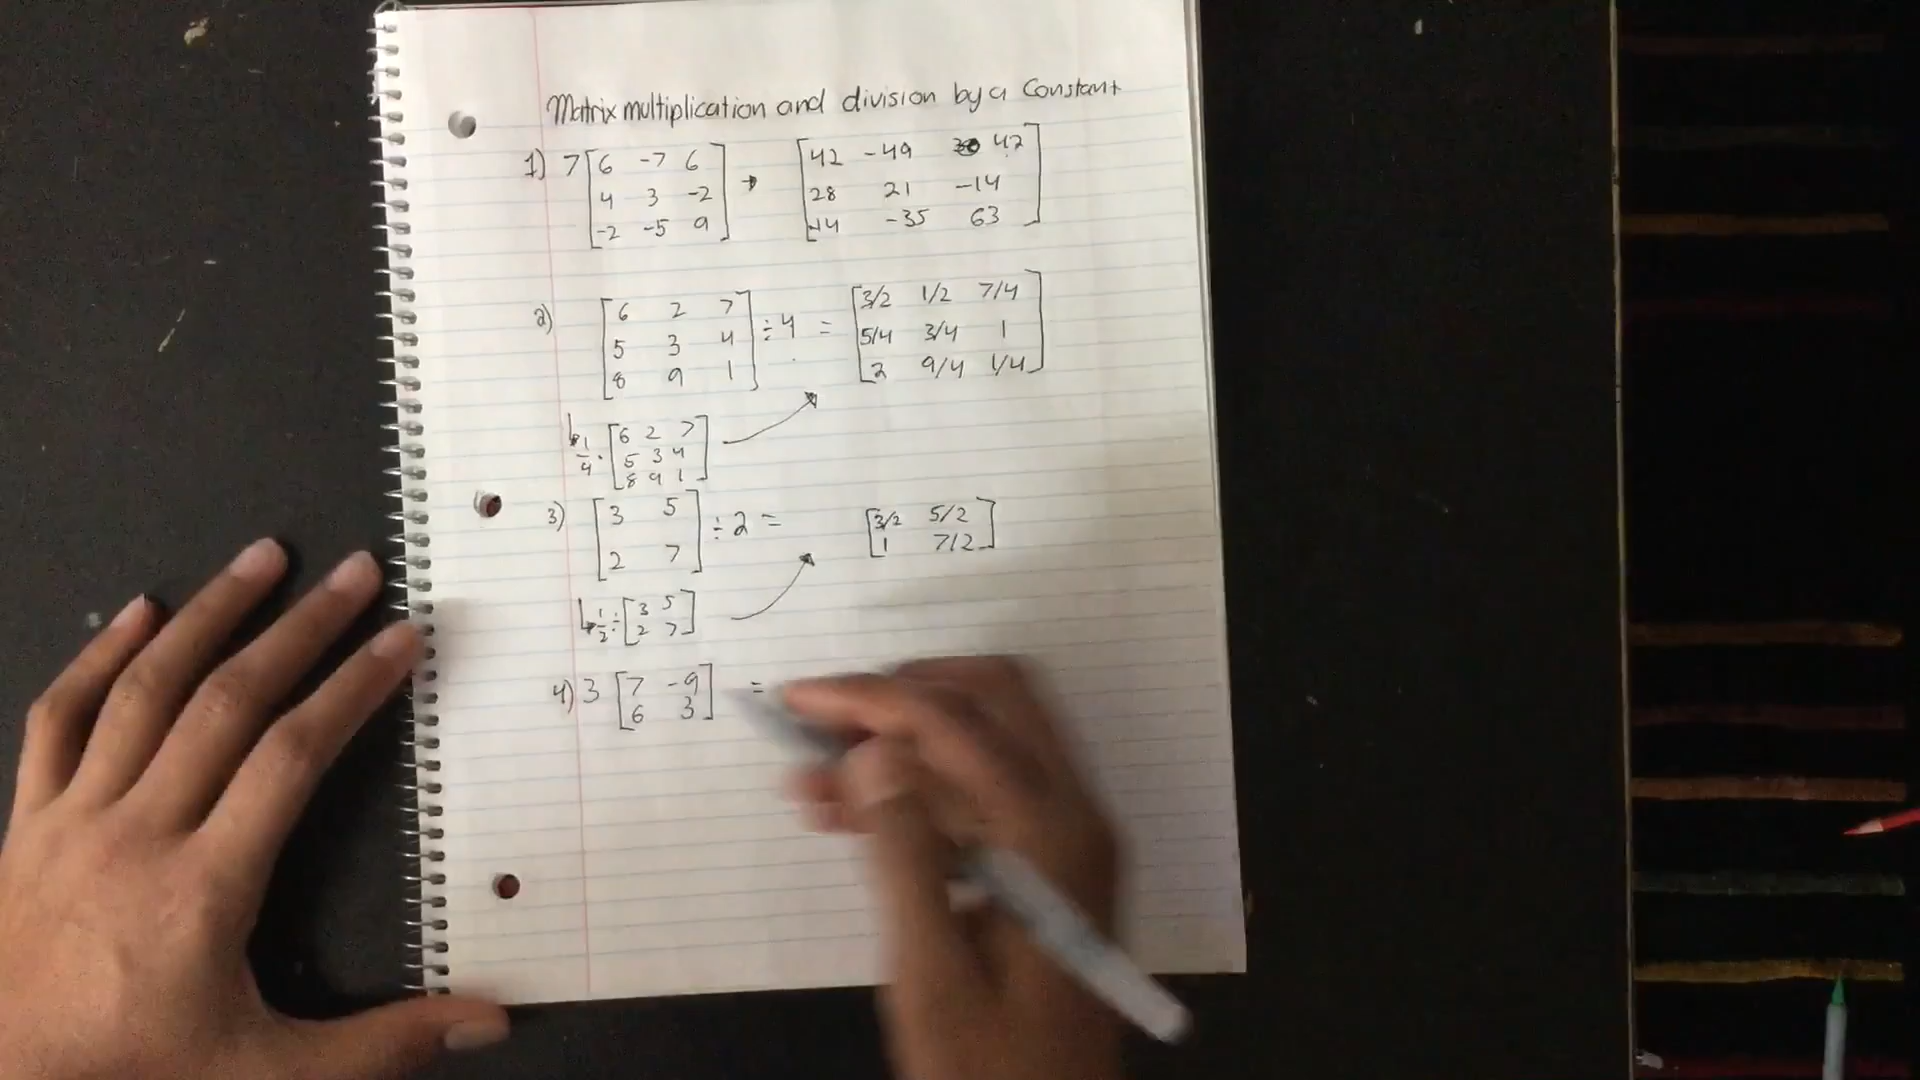 Matrix multiplication and division by a Constant
1) 7 [6 -7 6 → [42 -49 42
4 3 -2 28 21 -14
-2 -5 9] -14 -35 63]
2) [6 2 7 [3/2 1/2 7/4
5 3 4 ÷ 4 = 5/4 3/4 1
8 9 1] 2 9/4 1/4]
1/4 · [6 2 7
5 3 4
8 9 1]
3) [3 5 ÷ 2 = [3/2 5/2
2 7] 1 7/2]
1/2 ÷ [3 5
2 7]
4) 3 [7 -9 =
6 3]